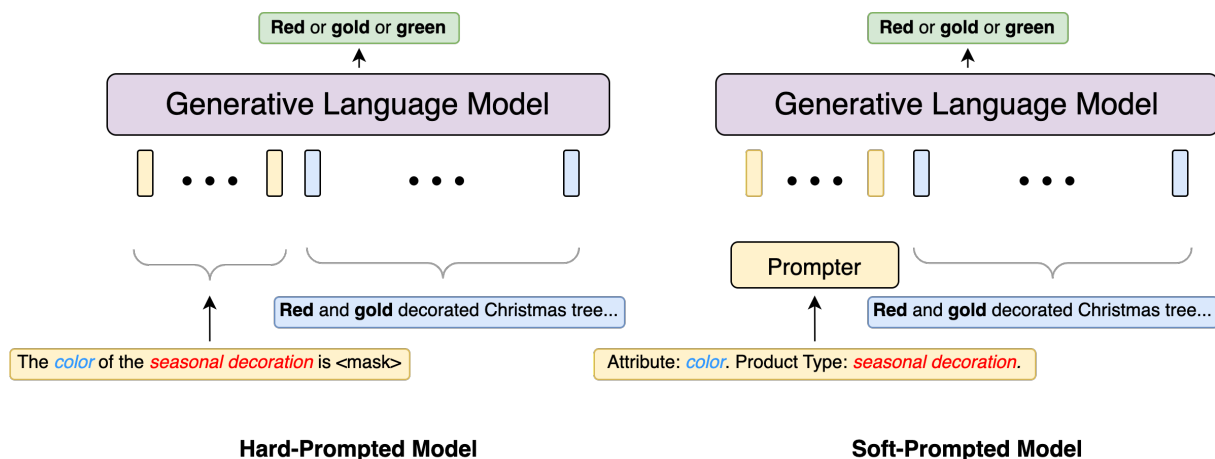 Red or gold or green
Generative Language Model
Red and gold decorated Christmas tree...
The color of the seasonal decoration is <mask>
Hard-Prompted Model
Red or gold or green
Generative Language Model
Prompter
Red and gold decorated Christmas tree...
Attribute: color. Product Type: seasonal decoration.
Soft-Prompted Model